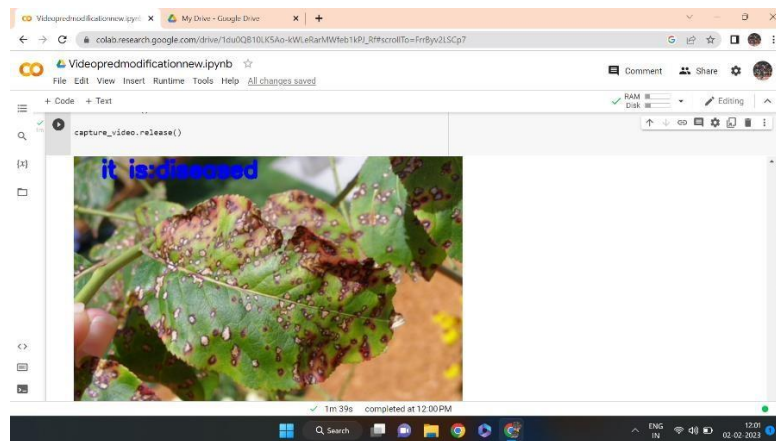 Videopredmodificationnew.ipynb
My Drive - Google Drive
colab.research.google.com/drive/1du0QB10LK5Ao-kWLeRarMWfeb1kPJ_Rf#scrollTo=FrrByv2LSCp7
Videopredmodificationnew.ipynb
Comment
Share
File Edit View Insert Runtime Tools Help All changes saved
+ Code + Text
RAM
Disk
Editing
capture_video.release()
it is:diseased
1m 39s completed at 12:00 PM
Search
ENG
IN
12:01
02-02-2023